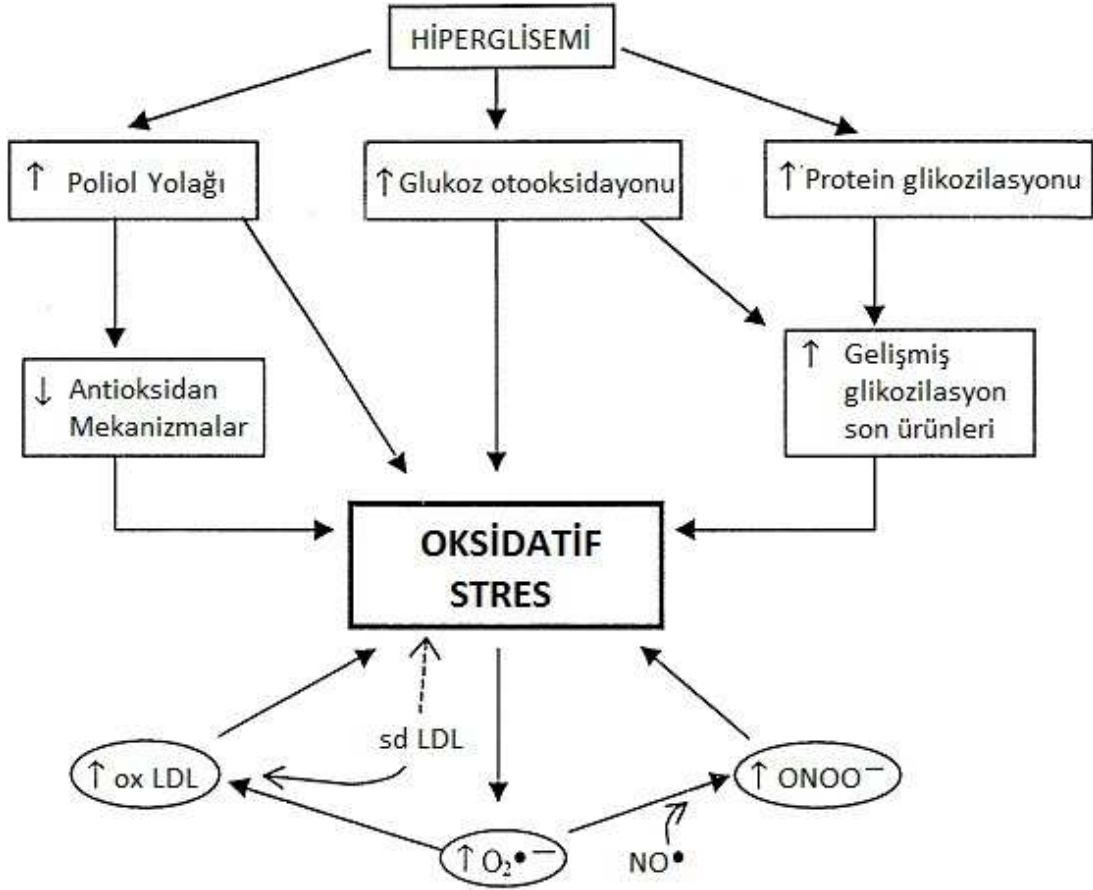 HİPERGLİSEMİ
↑ Poliol Yolağı
↑ Glukoz otooksidayonu
↑ Protein glikozilasyonu
↓ Antioksidan
Mekanizmalar
↑ Gelişmiş
glikozilasyon
son ürünleri
OKSİDATİF
STRES
sd LDL
↑ ox LDL
↑ ONOO⁻
↑ O₂•⁻
NO•